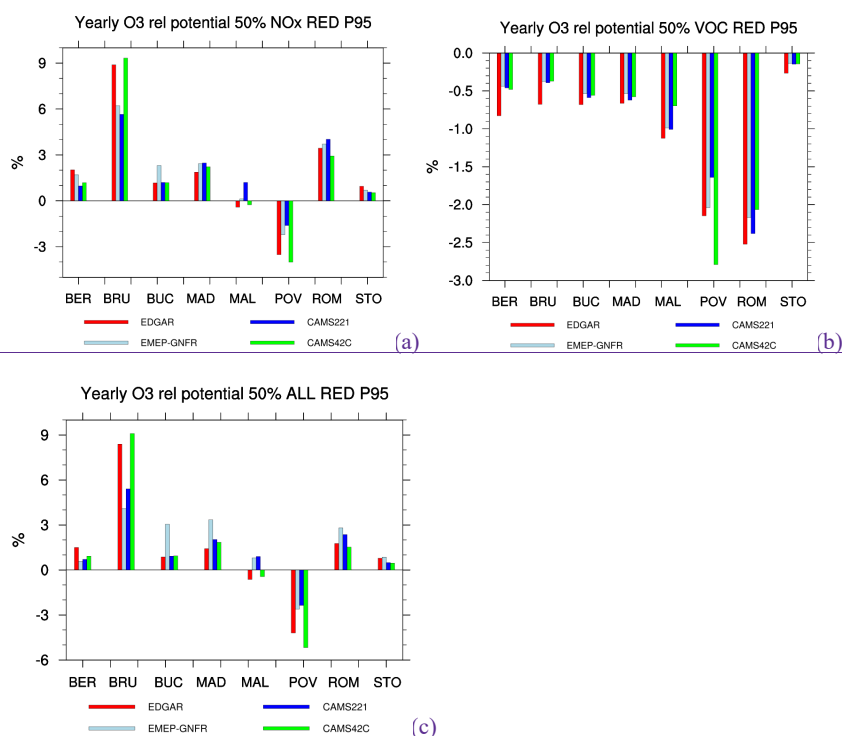 Yearly O3 rel potential 50% NOx RED P95
9
6
3
0
-3
%
BER BRU BUC MAD MAL POV ROM STO
EDGAR CAMS221
EMEP-GNFR CAMS42C
(a)
Yearly O3 rel potential 50% VOC RED P95
0.0
-0.5
-1.0
-1.5
-2.0
-2.5
-3.0
%
BER BRU BUC MAD MAL POV ROM STO
EDGAR CAMS221
EMEP-GNFR CAMS42C
(b)
Yearly O3 rel potential 50% ALL RED P95
9
6
3
0
-3
-6
%
BER BRU BUC MAD MAL POV ROM STO
EDGAR CAMS221
EMEP-GNFR CAMS42C
(c)